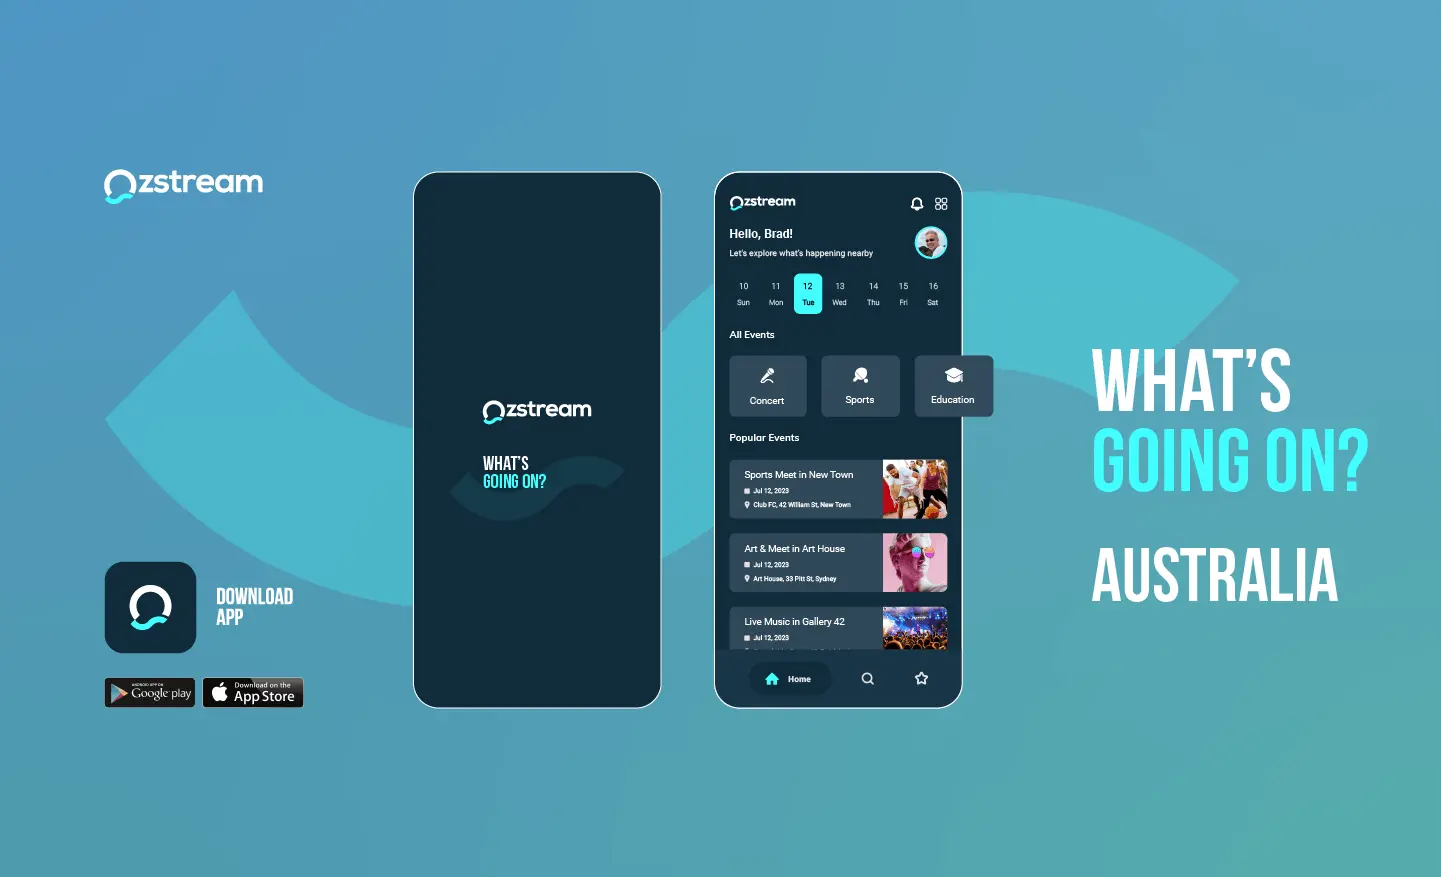 Ozstream
DOWNLOAD
APP
ANDROID APP ON
Google play
Download on the
App Store
Ozstream
WHAT'S
GOING ON?
Ozstream
Hello, Brad!
Let's explore what's happening nearby
10 11 12 13 14 15 16
Sun Mon Tue Wed Thu Fri Sat
All Events
Concert Sports Education
Popular Events
Sports Meet in New Town
Jul 12, 2023
Club FC, 42 William St, New Town
Art & Meet in Art House
Jul 12, 2023
Art House, 33 Pitt St, Sydney
Live Music in Gallery 42
Jul 12, 2023
Home
WHAT'S
GOING ON?
AUSTRALIA